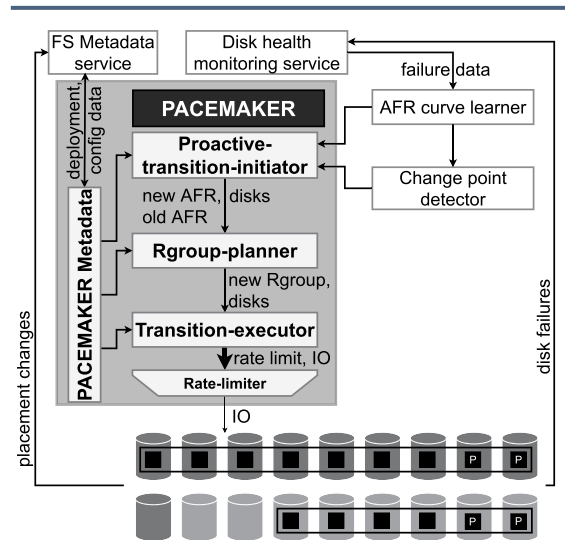 FS Metadata
service
Disk health
monitoring service
failure data
deployment,
config data
PACEMAKER
AFR curve learner
Proactive-
transition-initiator
Change point
detector
new AFR, disks
old AFR
PACEMAKER Metadata
Rgroup-planner
new Rgroup,
disks
Transition-executor
rate limit, IO
Rate-limiter
IO
placement changes
disk failures
P P
P P